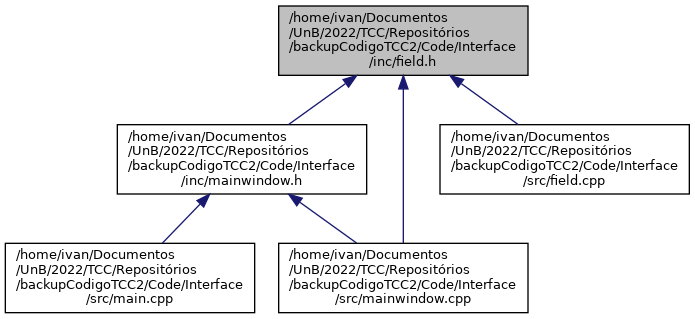 /home/ivan/Documentos
/UnB/2022/TCC/Repositórios
/backupCodigoTCC2/Code/Interface
/inc/field.h
/home/ivan/Documentos
/UnB/2022/TCC/Repositórios
/backupCodigoTCC2/Code/Interface
/inc/mainwindow.h
/home/ivan/Documentos
/UnB/2022/TCC/Repositórios
/backupCodigoTCC2/Code/Interface
/src/field.cpp
/home/ivan/Documentos
/UnB/2022/TCC/Repositórios
/backupCodigoTCC2/Code/Interface
/src/main.cpp
/home/ivan/Documentos
/UnB/2022/TCC/Repositórios
/backupCodigoTCC2/Code/Interface
/src/mainwindow.cpp